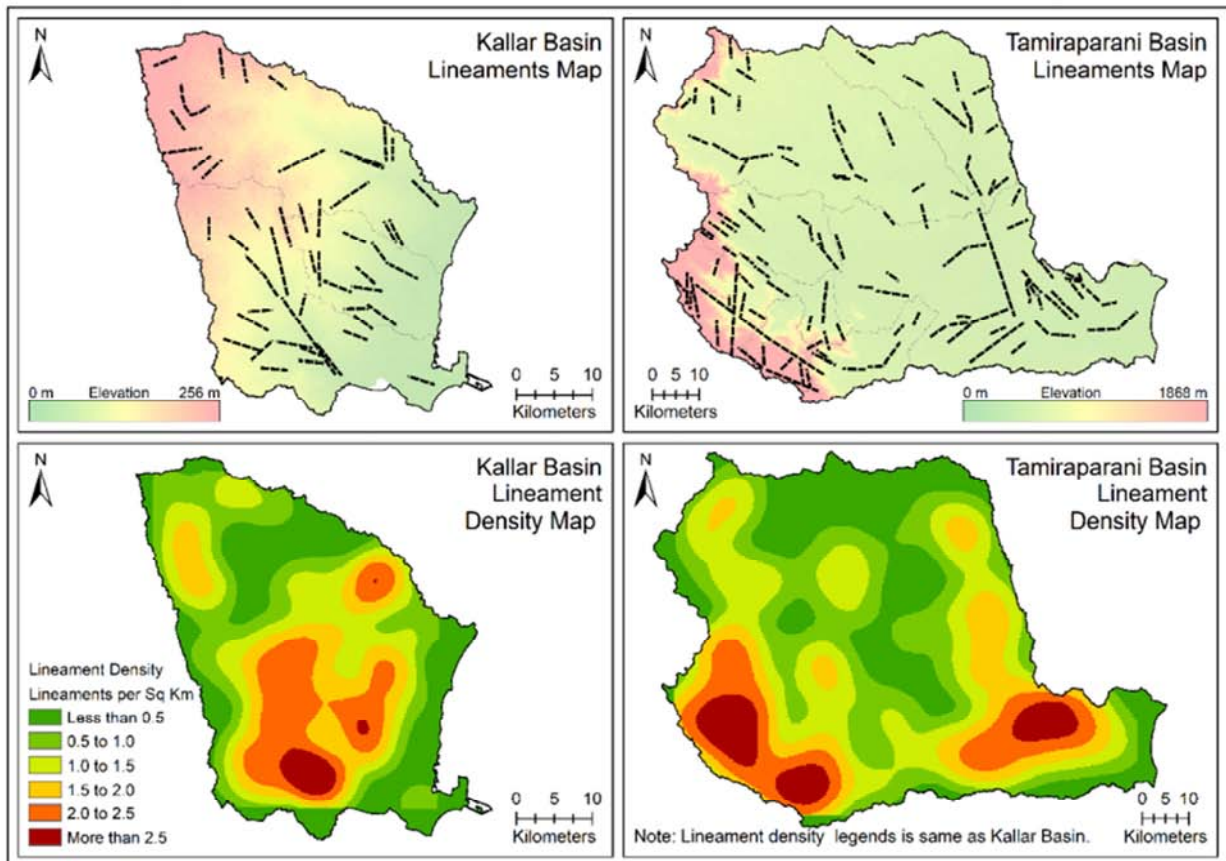 N
Kallar Basin
Lineaments Map
0 m Elevation 256 m
0 5 10
Kilometers
N
Tamiraparani Basin
Lineaments Map
0 5 10
Kilometers
0 m Elevation 1868 m
N
Kallar Basin
Lineament
Density Map
Lineament Density
Lineaments per Sq Km
Less than 0.5
0.5 to 1.0
1.0 to 1.5
1.5 to 2.0
2.0 to 2.5
More than 2.5
0 5 10
Kilometers
N
Tamiraparani Basin
Lineament
Density Map
0 5 10
Kilometers
Note: Lineament density legends is same as Kallar Basin.